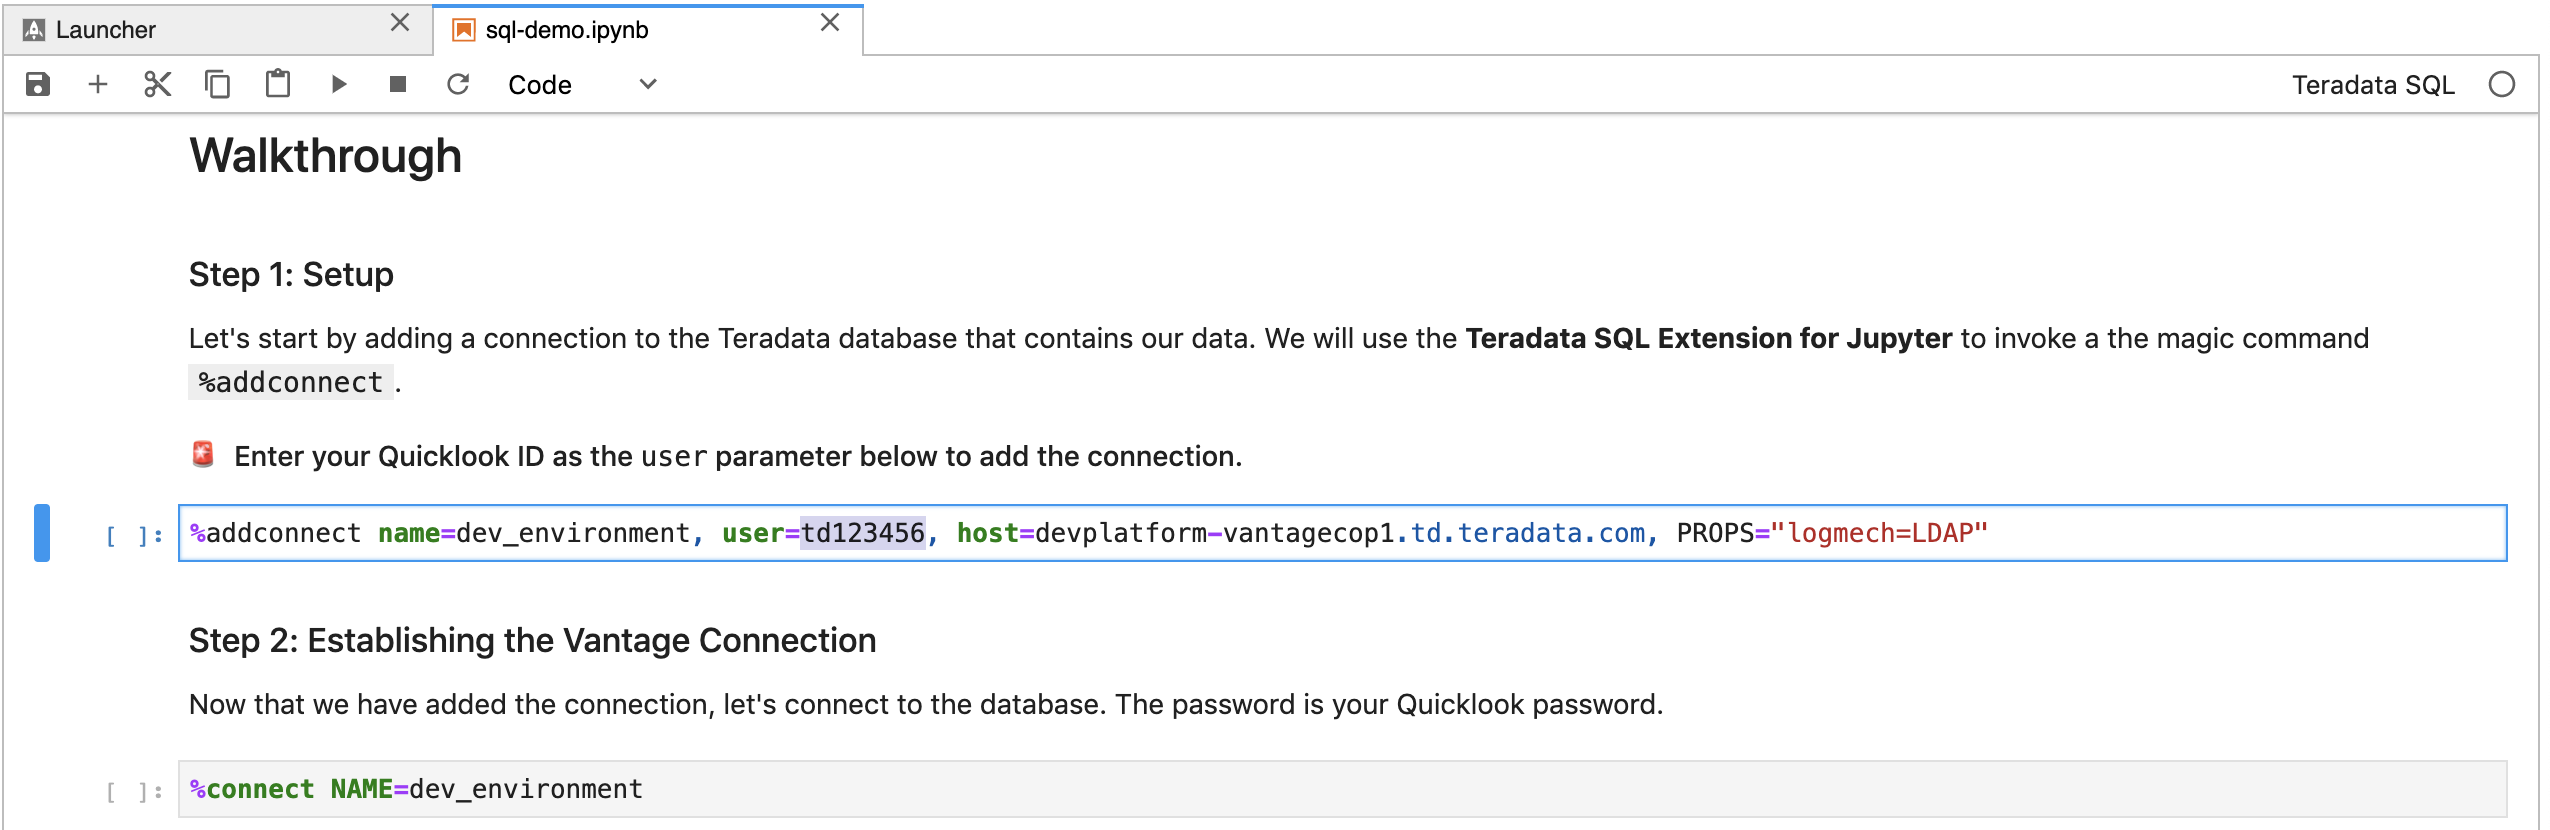 Launcher
sql-demo.ipynb
Code
Teradata SQL
Walkthrough
Step 1: Setup
Let's start by adding a connection to the Teradata database that contains our data. We will use the Teradata SQL Extension for Jupyter to invoke a the magic command
%addconnect .
Enter your Quicklook ID as the user parameter below to add the connection.
[ ]: %addconnect name=dev_environment, user=td123456, host=devplatform-vantagecop1.td.teradata.com, PROPS="logmech=LDAP"
Step 2: Establishing the Vantage Connection
Now that we have added the connection, let's connect to the database. The password is your Quicklook password.
[ ]: %connect NAME=dev_environment